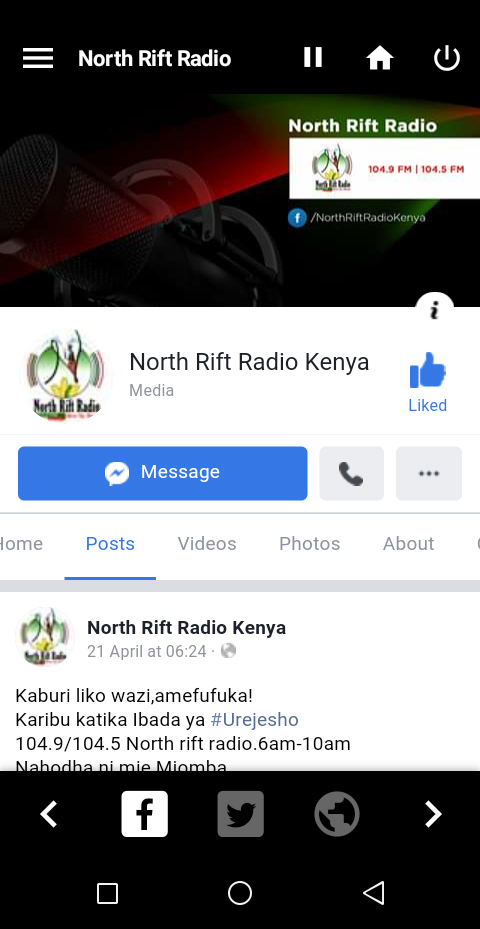 North Rift Radio
North Rift Radio
North Rift Radio
104.9 FM | 104.5 FM
/NorthRiftRadioKenya
North Rift Radio
North Rift Radio Kenya
Media
Liked
Message
Home Posts Videos Photos About
North Rift Radio
North Rift Radio Kenya
21 April at 06:24 ·
Kaburi liko wazi,amefufuka!
Karibu katika Ibada ya #Urejesho
104.9/104.5 North rift radio.6am-10am
Nahodha ni mie Mjomba